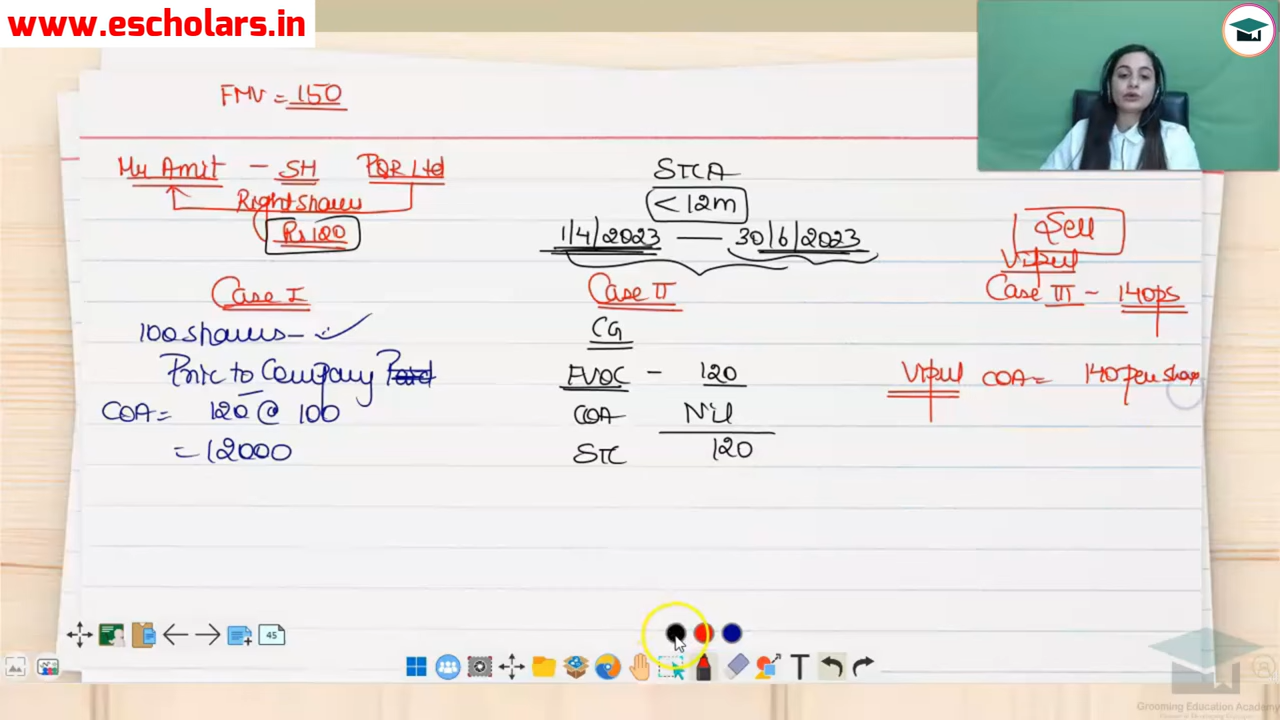 www.escholars.in
FMV = 150
Mr Amit - SH PQR Ltd
Right shares
Rs 120
STCA
< 12m
1/4/2023 — 30/6/2023
Sell
Vipul
Case I
Case II
Case III - 140ps
100 shares -
CG
Price to Company Paid
FVOC - 120
Vipul COA = 140 per share
COA = 120 @ 100
COA Nil
= 12000
STC 120
45
Grooming Education Academy